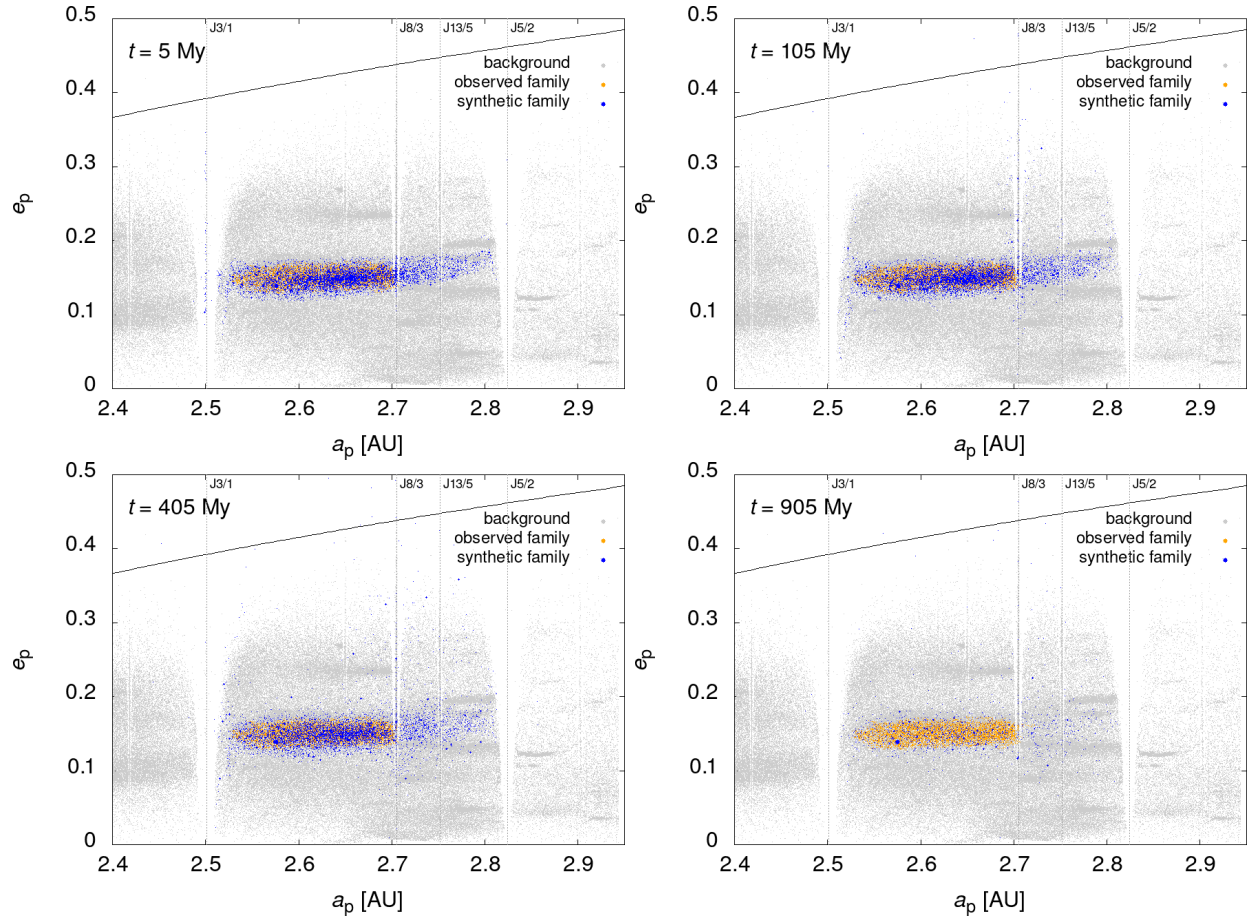 J3/1 J8/3 J13/5 J5/2
t = 5 My
background
observed family
synthetic family
0.5
0.4
0.3
0.2
0.1
0
e_p
2.4 2.5 2.6 2.7 2.8 2.9
a_p [AU]
J3/1 J8/3 J13/5 J5/2
t = 105 My
background
observed family
synthetic family
0.5
0.4
0.3
0.2
0.1
0
e_p
2.4 2.5 2.6 2.7 2.8 2.9
a_p [AU]
J3/1 J8/3 J13/5 J5/2
t = 405 My
background
observed family
synthetic family
0.5
0.4
0.3
0.2
0.1
0
e_p
2.4 2.5 2.6 2.7 2.8 2.9
a_p [AU]
J3/1 J8/3 J13/5 J5/2
t = 905 My
background
observed family
synthetic family
0.5
0.4
0.3
0.2
0.1
0
e_p
2.4 2.5 2.6 2.7 2.8 2.9
a_p [AU]